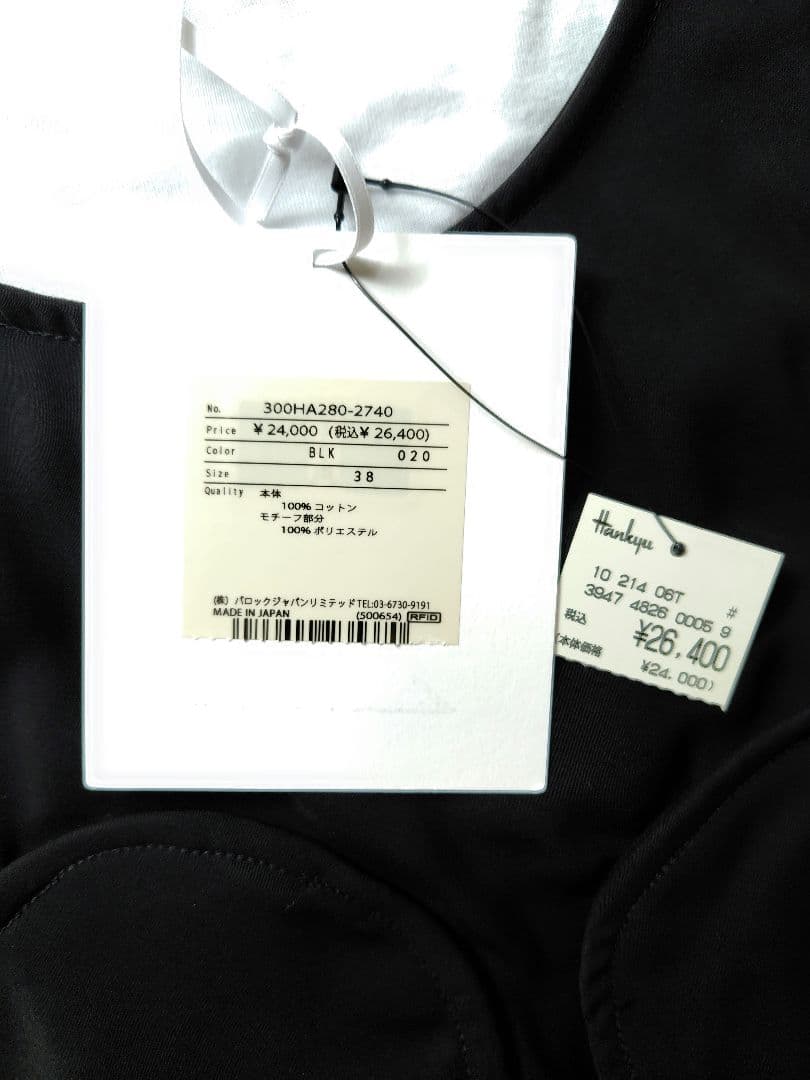 No. 300HA280-2740
Price ¥24,000 (税込¥26,400)
Color BLK 020
Size 38
Quality 本体
100% コットン
モチーフ部分
100% ポリエステル
(株) バロックジャパンリミテッドTEL:03-6730-9191
MADE IN JAPAN (500654) RFID
Hankyu
10 214 06T #
3947 4826 0005 9
税込 ¥26,400
(本体価格 ¥24.000)